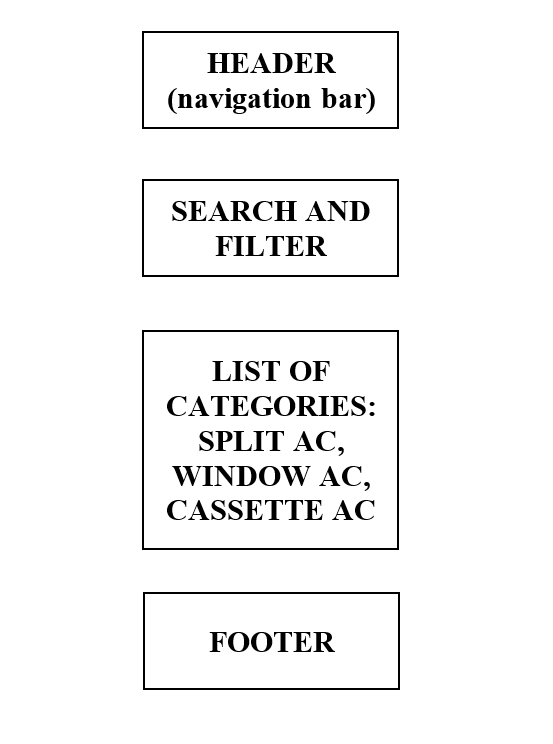 HEADER
(navigation bar)
SEARCH AND
FILTER
LIST OF
CATEGORIES:
SPLIT AC,
WINDOW AC,
CASSETTE AC
FOOTER